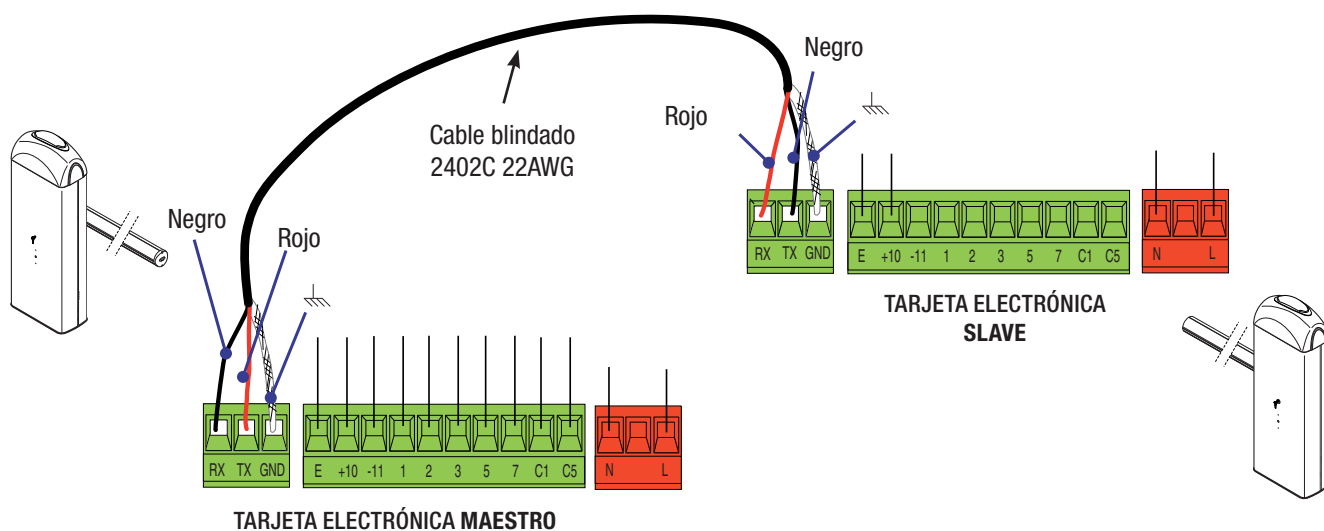 Negro
Rojo
Cable blindado
2402C 22AWG
RX TX GND
E +10 -11 1 2 3 5 7 C1 C5
N L
TARJETA ELECTRÓNICA
SLAVE
Negro
Rojo
RX TX GND
E +10 -11 1 2 3 5 7 C1 C5
N L
TARJETA ELECTRÓNICA MAESTRO